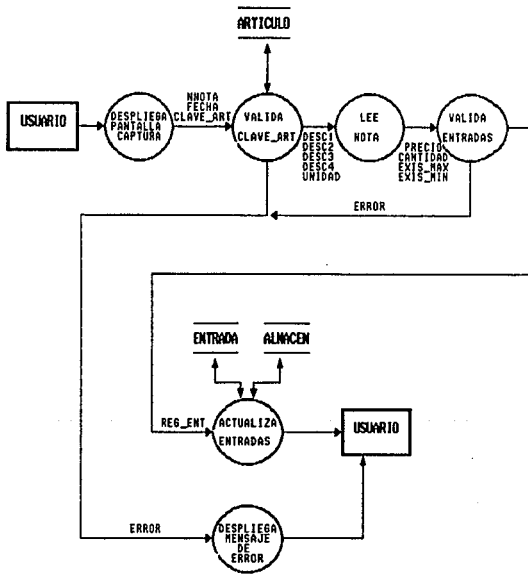 ARTICULO
USUARIO
DESPLIEGA
PANTALLA
CAPTURA
NNOTA
FECHA
CLAVE_ART
VALIDA
CLAVE_ART
DESC1
DESC2
DESC3
DESC4
UNIDAD
LEE
NOTA
PRECIO
CANTIDAD
EXIS_MAX
EXIS_MIN
VALIDA
ENTRADAS
ERROR
ENTRADA
ALMACEN
REG_ENT
ACTUALIZA
ENTRADAS
USUARIO
ERROR
DESPLIEGA
MENSAJE
DE
ERROR